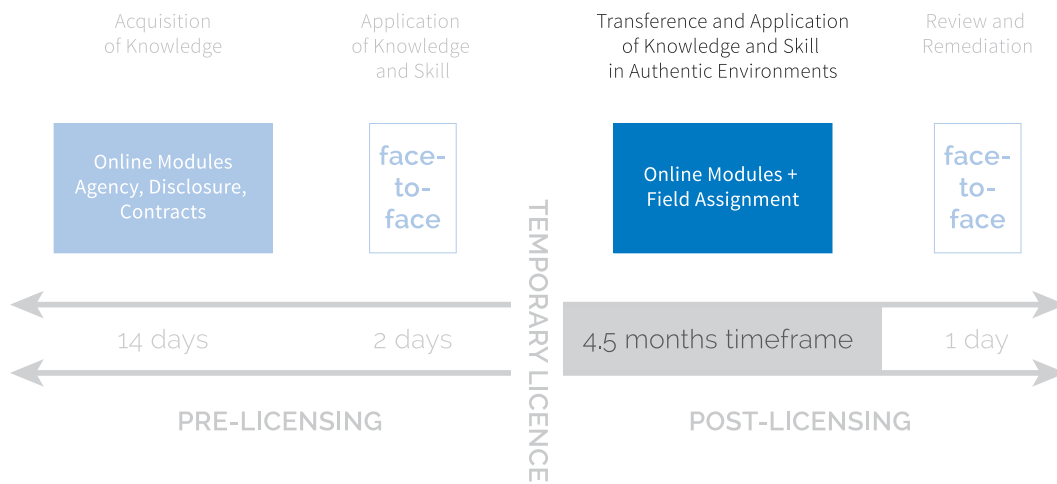 Acquisition
of Knowledge
Application
of Knowledge
and Skill
Transference and Application
of Knowledge and Skill
in Authentic Environments
Review and
Remediation
Online Modules
Agency, Disclosure,
Contracts
face-
to-
face
Online Modules +
Field Assignment
face-
to-
face
TEMPORARY LICENCE
14 days
2 days
4.5 months timeframe
1 day
PRE-LICENSING
POST-LICENSING